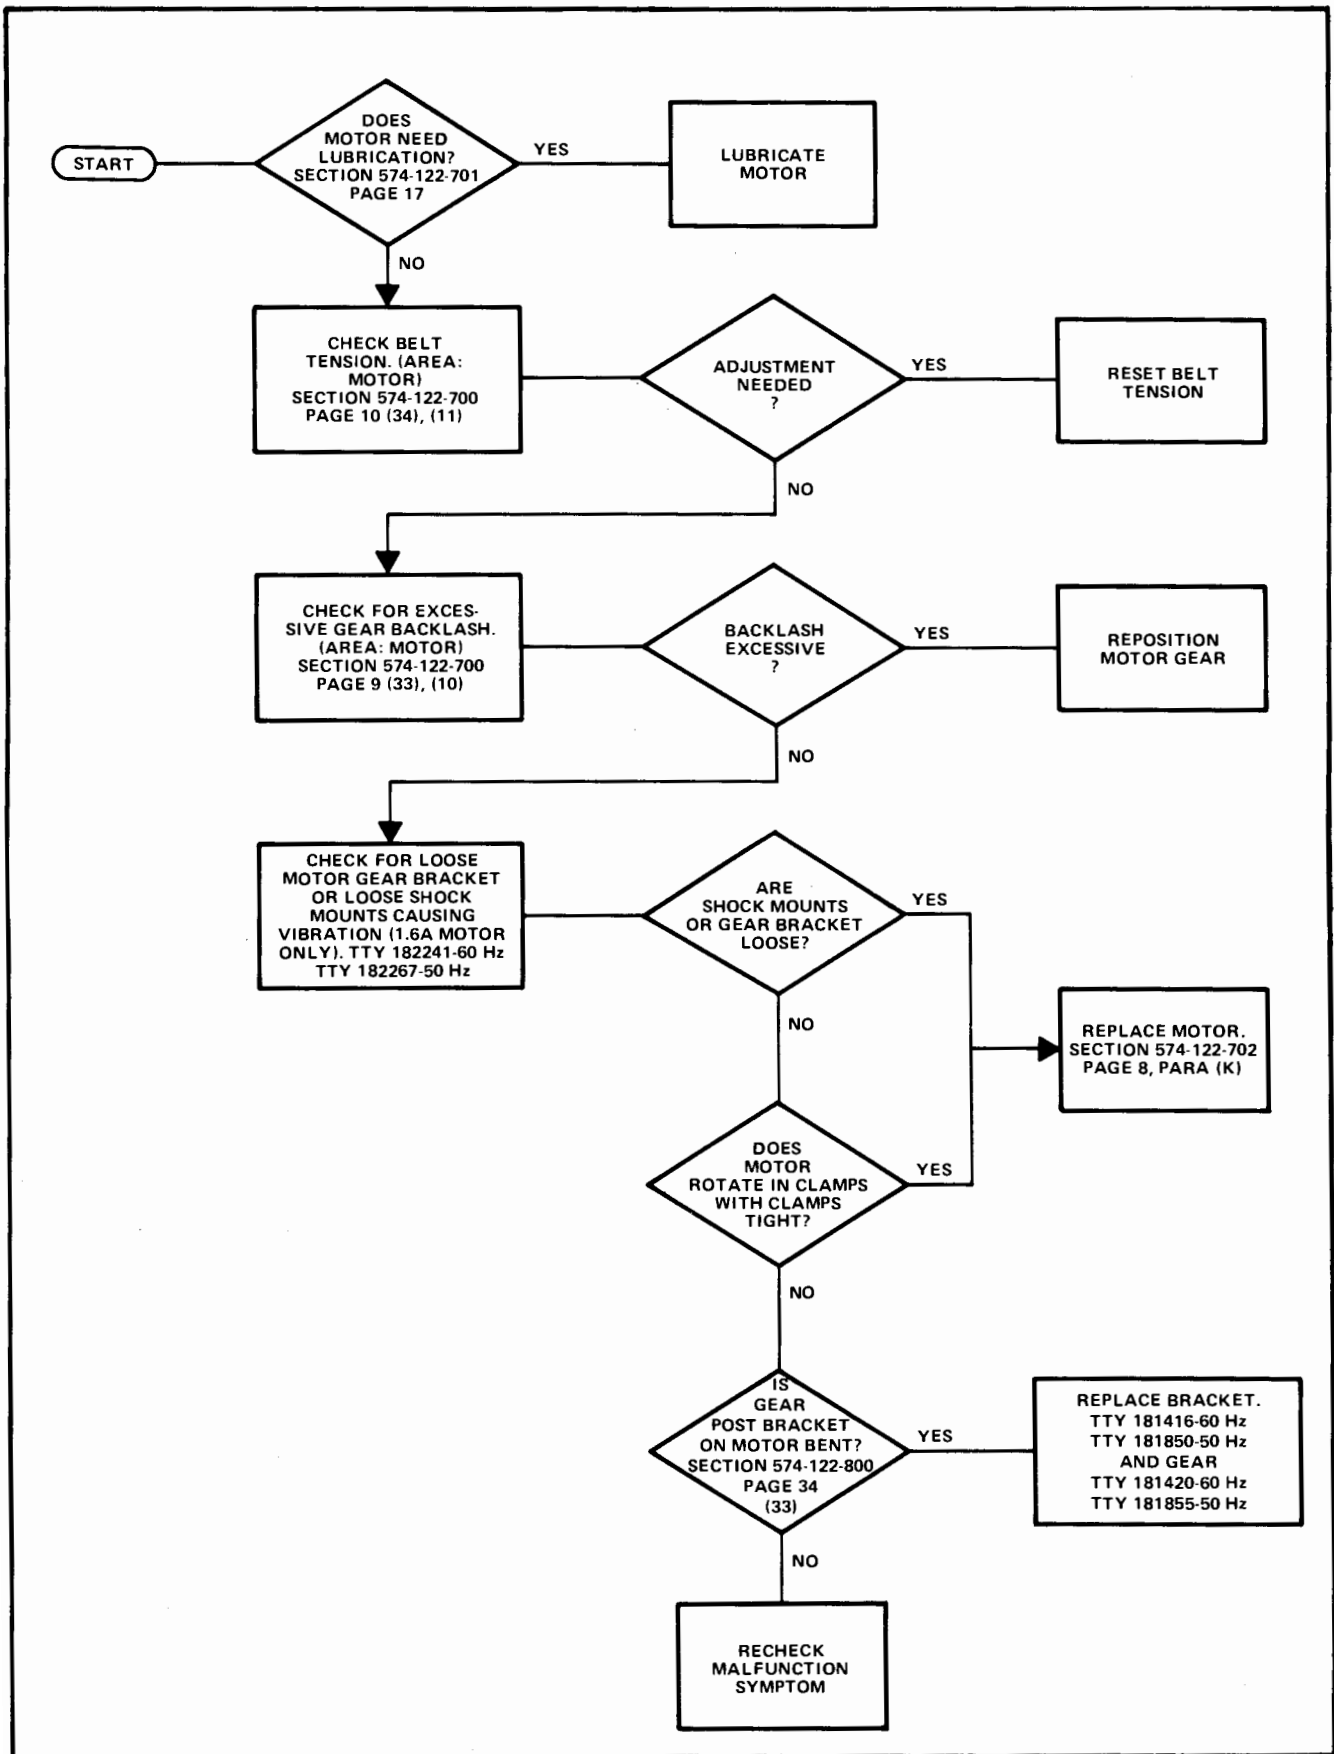 START
DOES
MOTOR NEED
LUBRICATION?
SECTION 574-122-701
PAGE 17
YES
LUBRICATE
MOTOR
NO
CHECK BELT
TENSION. (AREA:
MOTOR)
SECTION 574-122-700
PAGE 10 (34), (11)
ADJUSTMENT
NEEDED
?
YES
RESET BELT
TENSION
NO
CHECK FOR EXCES-
SIVE GEAR BACKLASH.
(AREA: MOTOR)
SECTION 574-122-700
PAGE 9 (33), (10)
BACKLASH
EXCESSIVE
?
YES
REPOSITION
MOTOR GEAR
NO
CHECK FOR LOOSE
MOTOR GEAR BRACKET
OR LOOSE SHOCK
MOUNTS CAUSING
VIBRATION (1.6A MOTOR
ONLY). TTY 182241-60 Hz
TTY 182267-50 Hz
ARE
SHOCK MOUNTS
OR GEAR BRACKET
LOOSE?
YES
NO
REPLACE MOTOR.
SECTION 574-122-702
PAGE 8, PARA (K)
DOES
MOTOR
ROTATE IN CLAMPS
WITH CLAMPS
TIGHT?
YES
NO
IS
GEAR
POST BRACKET
ON MOTOR BENT?
SECTION 574-122-800
PAGE 34
(33)
YES
REPLACE BRACKET.
TTY 181416-60 Hz
TTY 181850-50 Hz
AND GEAR
TTY 181420-60 Hz
TTY 181855-50 Hz
NO
RECHECK
MALFUNCTION
SYMPTOM